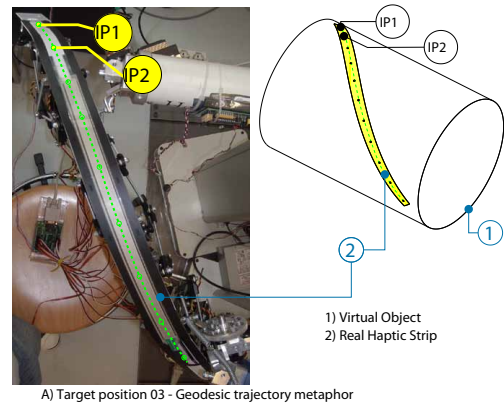 IP1
IP2
IP1
IP2
2
1
1) Virtual Object
2) Real Haptic Strip
A) Target position 03 - Geodesic trajectory metaphor